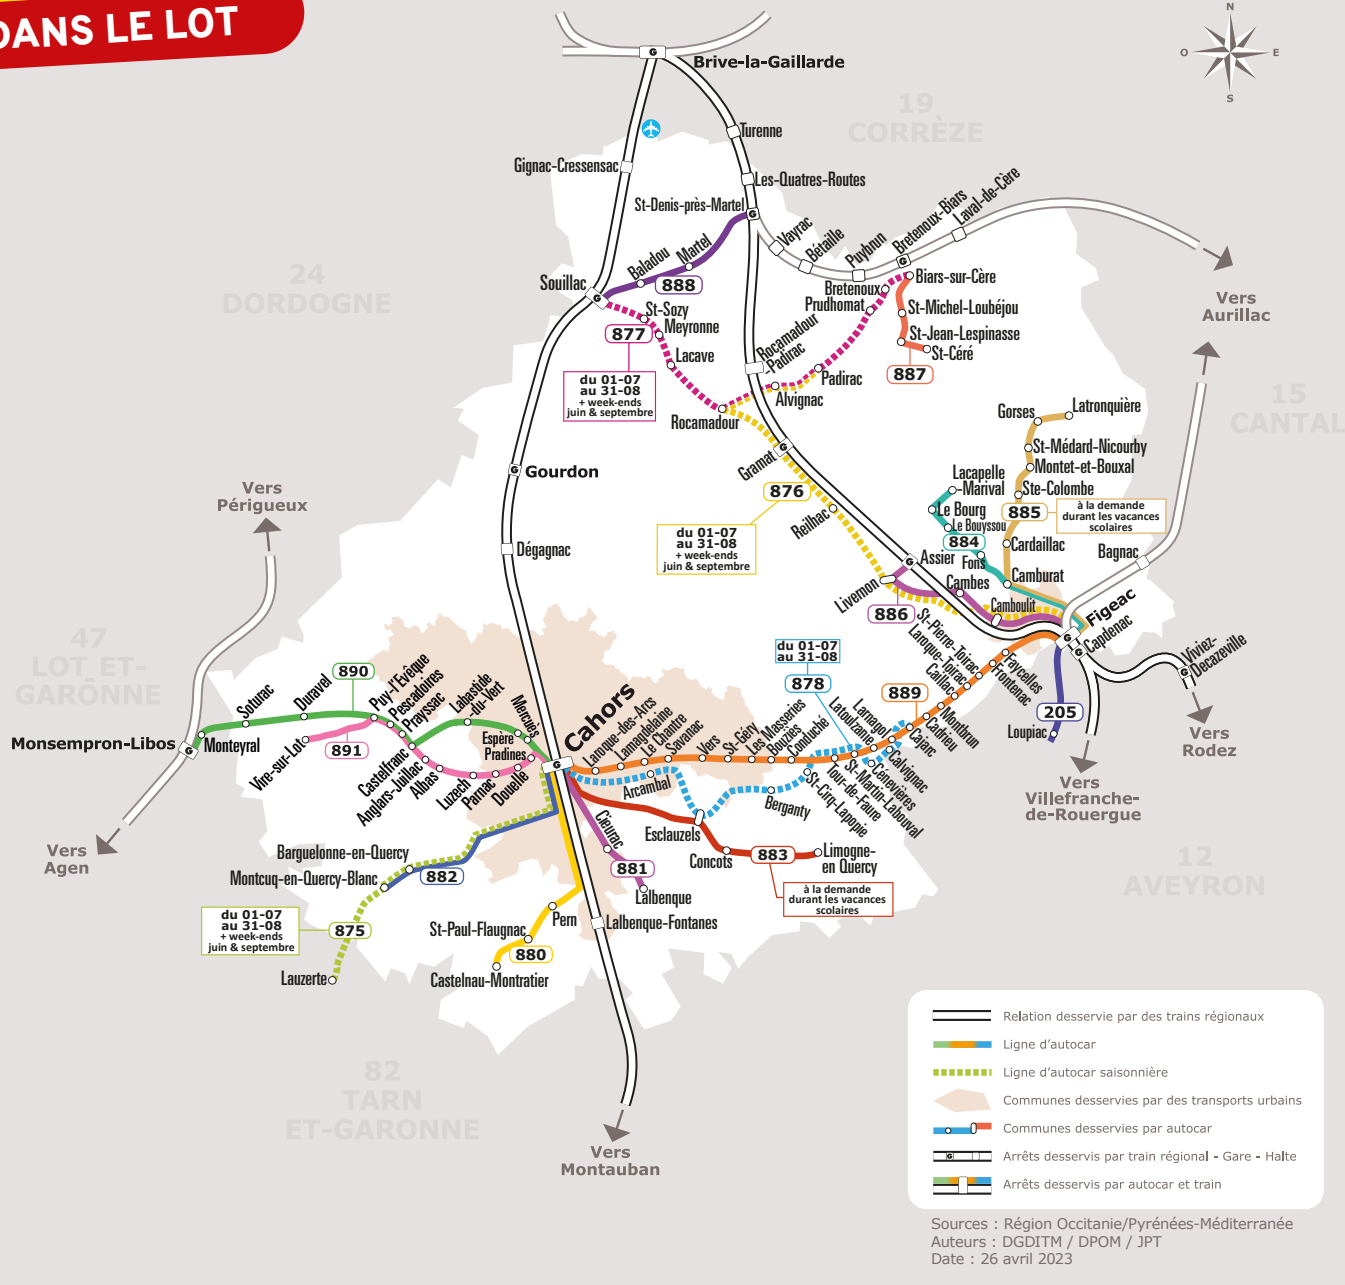 DANS LE LOT
N
O
E
S
Brive-la-Gaillarde
19
CORRÈZE
Turenne
Gignac-Cressensac
Les-Quatres-Routes
St-Denis-près-Martel
Vayrac
Bétaille
Puybrun
Bretenoux-Biars
Laval-de-Cère
24
DORDOGNE
Souillac
Baladou
Martel
888
Biars-sur-Cère
Bretenoux
Prudhomat
St-Michel-Loubéjou
St-Jean-Lespinasse
St-Céré
887
Vers
Aurillac
St-Sozy
Meyronne
877
Lacave
du 01-07
au 31-08
+ week-ends
juin & septembre
Rocamadour
-Padirac
Padirac
Alvignac
Rocamadour
15
CANTAL
Gorses
Latronquière
St-Médard-Nicourby
Montet-et-Bouxal
Ste-Colombe
885
à la demande
durant les vacances
scolaires
Gramat
Gourdon
876
Reilhac
du 01-07
au 31-08
+ week-ends
juin & septembre
Lacapelle
-Marival
Le Bourg
Le Bouyssou
884
Fons
Cardaillac
Camburat
Bagnac
Vers
Périgueux
Dégagnac
Assier
Livernon
Cambes
886
Camboulit
Figeac
Capdenac
Viviez-
Decazeville
205
Loupiac
Vers
Rodez
Vers
Villefranche-
de-Rouergue
47
LOT ET-
GARONNE
890
Soturac
Duravel
Puy-l'Evêque
Pescadoires
Prayssac
Labastide
-du-Vert
Mercuès
Espère
Pradines
Monsempron-Libos
Monteyral
Vire-sur-Lot
891
Castelfranc
Anglars-Juillac
Albas
Luzech
Parnac
Douelle
Cahors
Laroque-des-Arcs
Lamagdelaine
Le Chantre
Savanac
Vers
St-Géry
Les Masseries
Bouziès
Conduché
du 01-07
au 31-08
878
St-Pierre-Toirac
Laroque-Toirac
Caillac
Faycelles
Frontenac
889
Montbrun
Cadrieu
Cajarc
Larnagol
Latoulzanie
Calvignac
Cénevières
St-Martin-Labouval
Tour-de-Faure
St-Cirq-Lapopie
Berganty
Arcambal
Esclauzels
Concots
883
Limogne-
en Quercy
à la demande
durant les vacances
scolaires
Cieurac
881
Lalbenque
Lalbenque-Fontanes
Vers
Agen
Barguelonne-en-Quercy
Montcuq-en-Quercy-Blanc
882
du 01-07
au 31-08
+ week-ends
juin & septembre
875
Lauzerte
Pern
St-Paul-Flaugnac
880
Castelnau-Montratier
12
AVEYRON
82
TARN
ET-GARONNE
Vers
Montauban
Relation desservie par des trains régionaux
Ligne d'autocar
Ligne d'autocar saisonnière
Communes desservies par des transports urbains
Communes desservies par autocar
Arrêts desservis par train régional - Gare - Halte
Arrêts desservis par autocar et train
Sources : Région Occitanie/Pyrénées-Méditerranée
Auteurs : DGDITM / DPOM / JPT
Date : 26 avril 2023